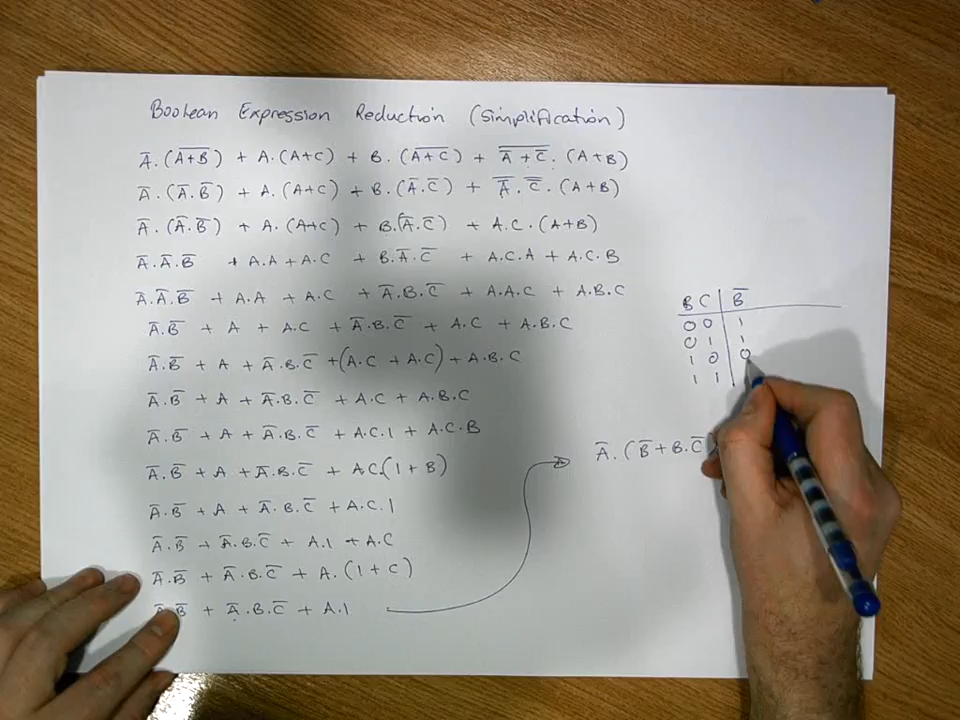 Boolean Expression Reduction (simplification)
A̅.(A̅+̅B̅) + A.(A+C) + B.(A̅+̅C̅) + A̅̅ ̅+̅ ̅C̅̅.(A+B)
A̅.(A̅.B̅) + A.(A+C) + B.(A̅.C̅) + A̅̅.C̅̅.(A+B)
A̅.(A̅.B̅) + A.(A+C) + B.(A̅.C̅) + A.C.(A+B)
A̅.A̅.B̅ + A.A + A.C + B.A̅.C̅ + A.C.A + A.C.B
A̅.A̅.B̅ + A.A + A.C + A̅.B.C̅ + A.A.C + A.B.C
A̅.B̅ + A + A.C + A̅.B.C̅ + A.C + A.B.C
A̅.B̅ + A + A̅.B.C̅ + (A.C + A.C) + A.B.C
A̅.B̅ + A + A̅.B.C̅ + A.C + A.B.C
A̅.B̅ + A + A̅.B.C̅ + A.C.1 + A.C.B
A̅.B̅ + A + A̅.B.C̅ + A.C.(1+B)
A̅.B̅ + A + A̅.B.C̅ + A.C.1
A̅.B̅ + A̅.B.C̅ + A.1 + A.C
A̅.B̅ + A̅.B.C̅ + A.(1+C)
A̅.B̅ + A̅.B.C̅ + A.1
B C | B̅
0 0 | 1
0 1 | 1
1 0 | 0
1 1 |
A̅.(B̅+B.C̅